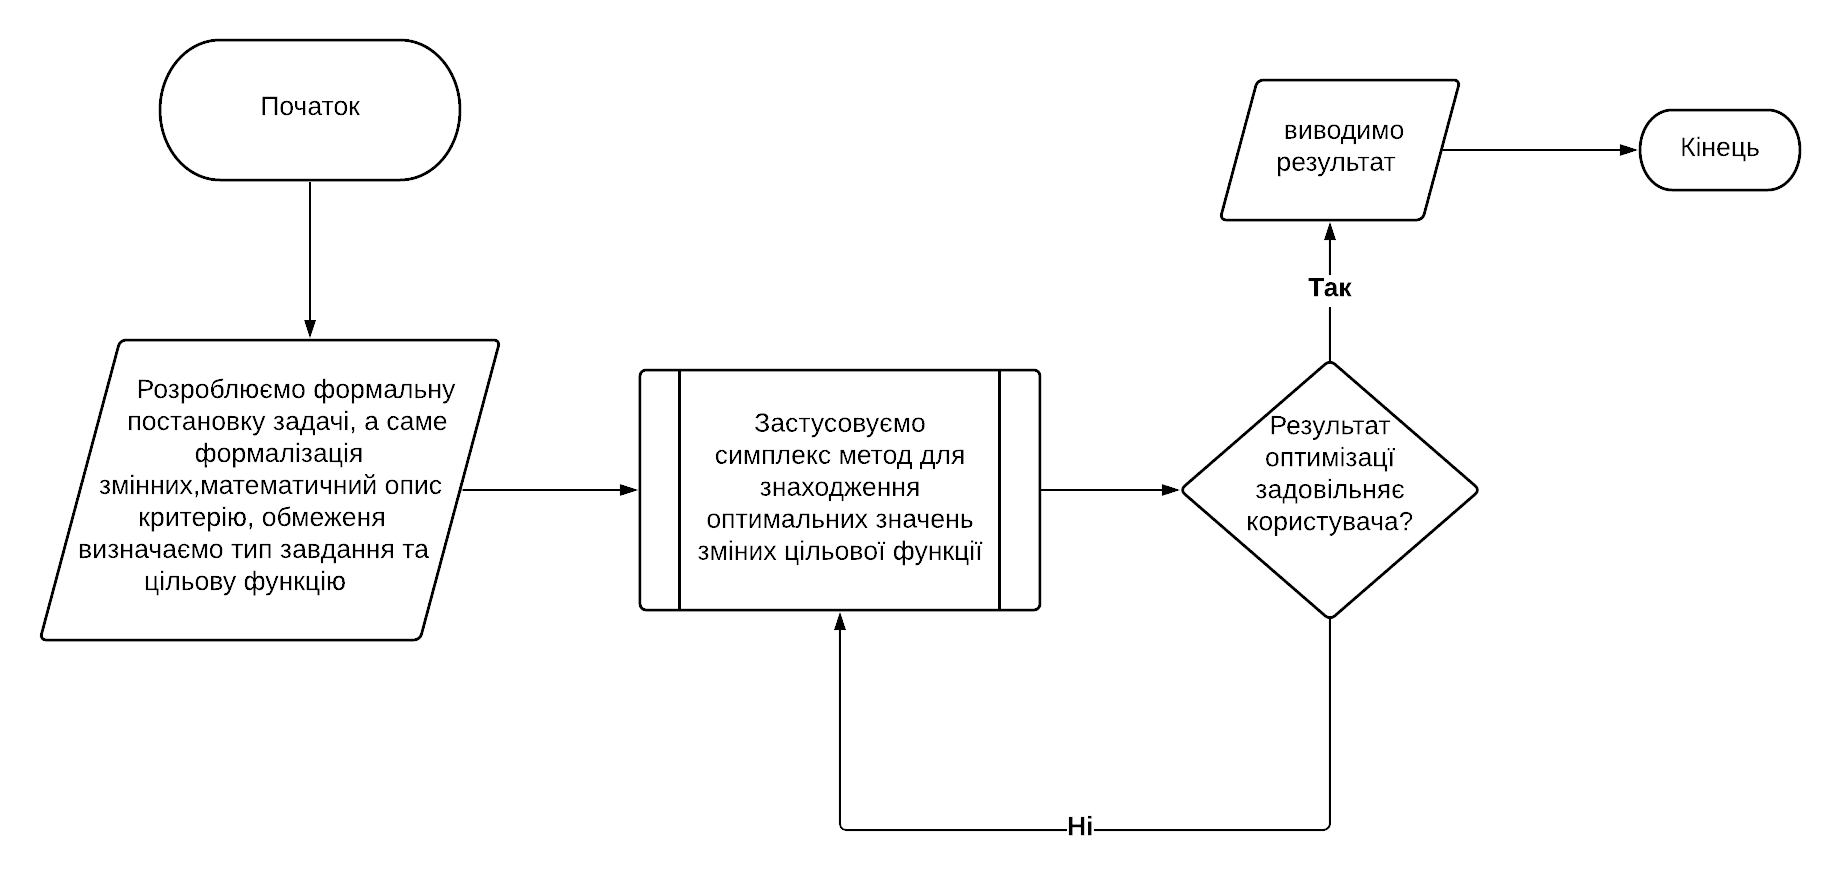 Початок
Розроблюємо формальну
постановку задачі, а саме
формалізація
змінних,математичний опис
критерію, обмеженя
визначаємо тип завдання та
цільову функцію
Застусовуємо
симплекс метод для
знаходження
оптимальних значень
зміних цільової функції
Результат
оптимізацї
задовільняє
користувача?
Так
виводимо
результат
Кінець
Ні